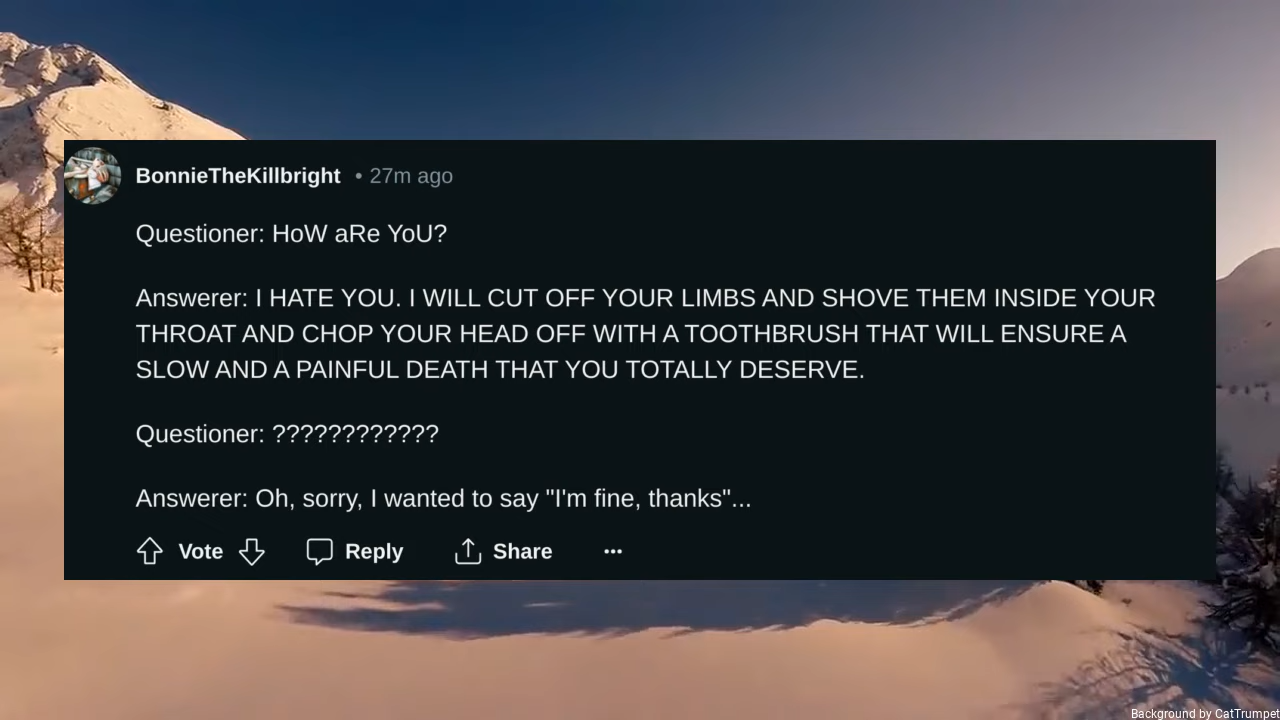 BonnieTheKillbright • 27m ago
Questioner: HoW aRe YoU?
Answerer: I HATE YOU. I WILL CUT OFF YOUR LIMBS AND SHOVE THEM INSIDE YOUR
THROAT AND CHOP YOUR HEAD OFF WITH A TOOTHBRUSH THAT WILL ENSURE A
SLOW AND A PAINFUL DEATH THAT YOU TOTALLY DESERVE.
Questioner: ????????????
Answerer: Oh, sorry, I wanted to say "I'm fine, thanks"...
Vote Reply Share ...
Background by CatTrumpet